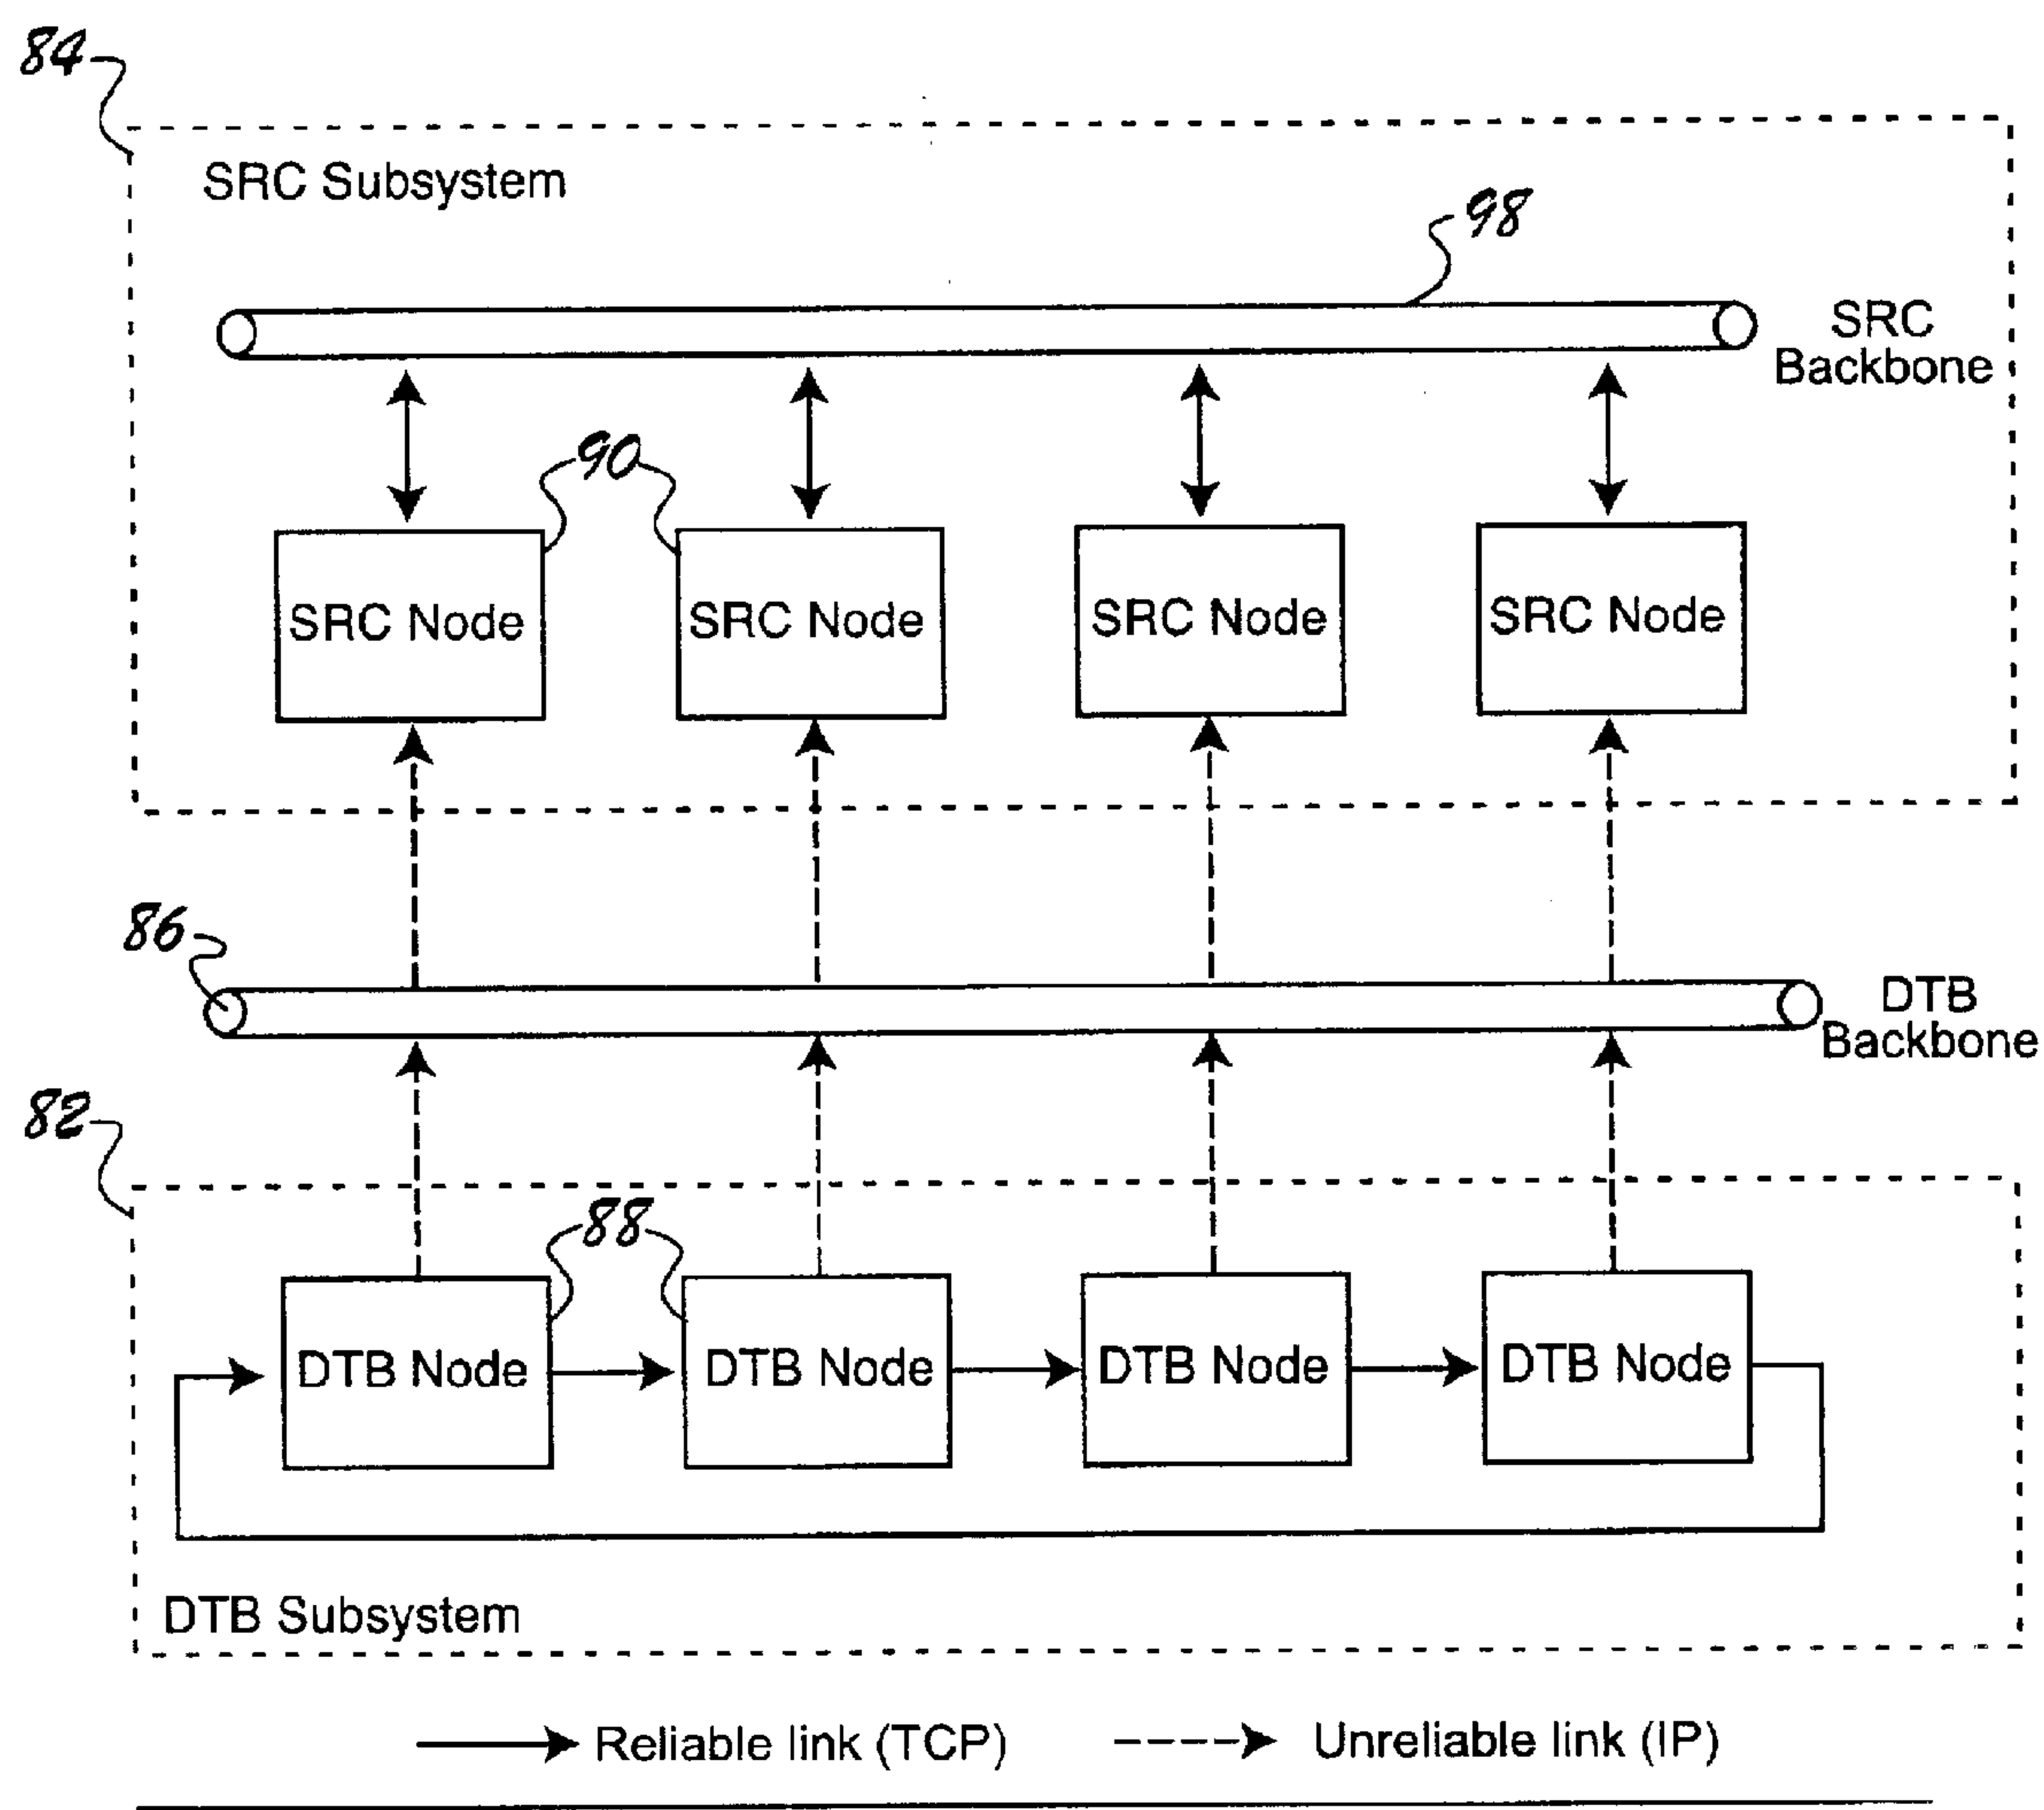 84
SRC Subsystem
98
SRC
Backbone
90
SRC Node
SRC Node
SRC Node
SRC Node
86
DTB
Backbone
82
88
DTB Node
DTB Node
DTB Node
DTB Node
DTB Subsystem
Reliable link (TCP)
Unreliable link (IP)